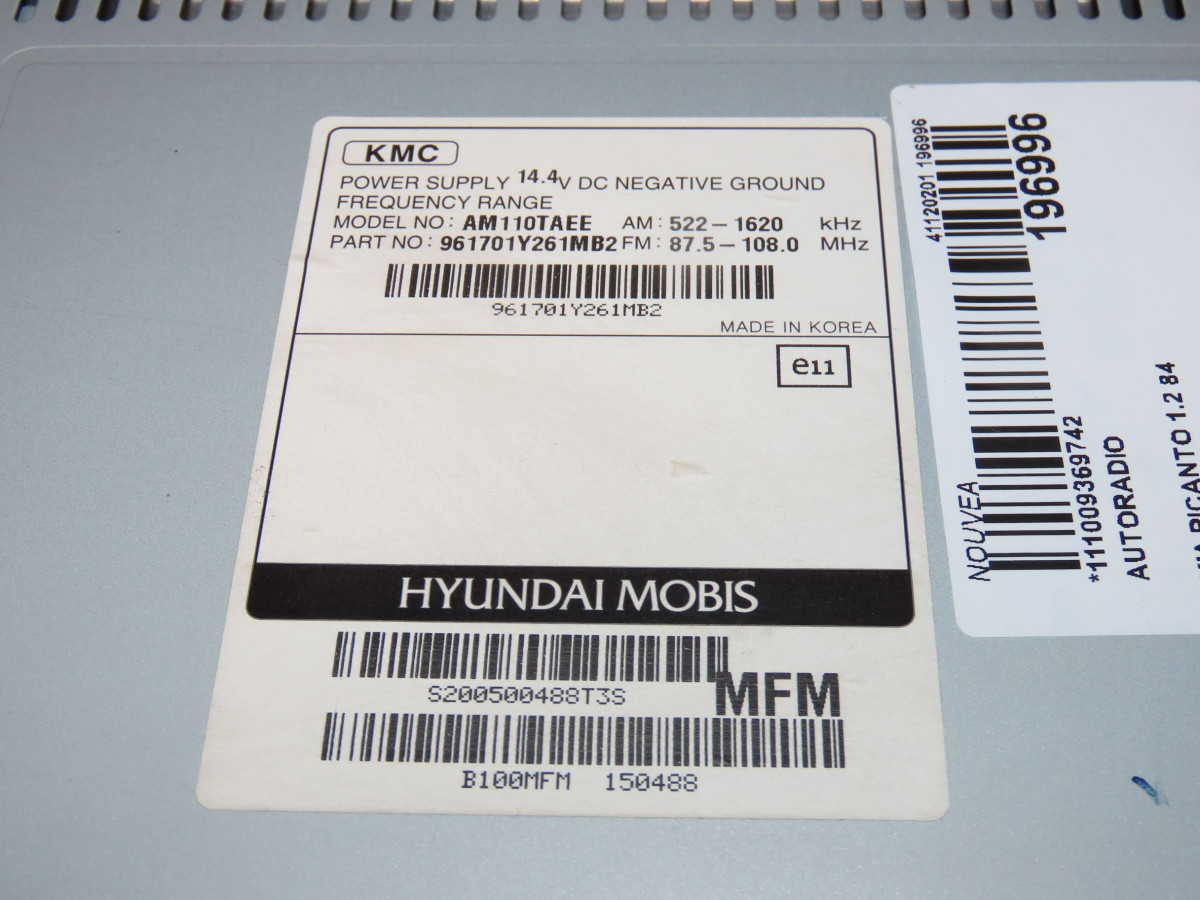 KMC
POWER SUPPLY 14.4V DC NEGATIVE GROUND
FREQUENCY RANGE
MODEL NO: AM110TAEE AM: 522-1620 kHz
PART NO: 961701Y261MB2 FM: 87.5-108.0 MHz
961701Y261MB2
MADE IN KOREA
e11
HYUNDAI MOBIS
S200500488T3S
MFM
B100MFM 150488
41120201 196996
196996
NOUVEA
*111009369742
AUTORADIO
PICANTO 1.2 84